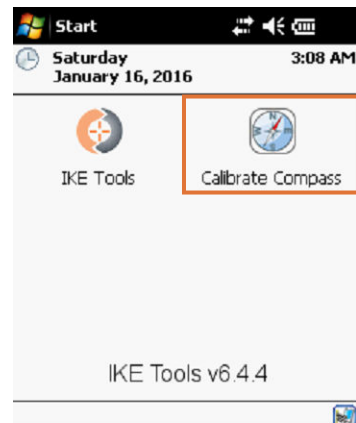 Start
Saturday 3:08 AM
January 16, 2016
IKE Tools Calibrate Compass
IKE Tools v6.4.4